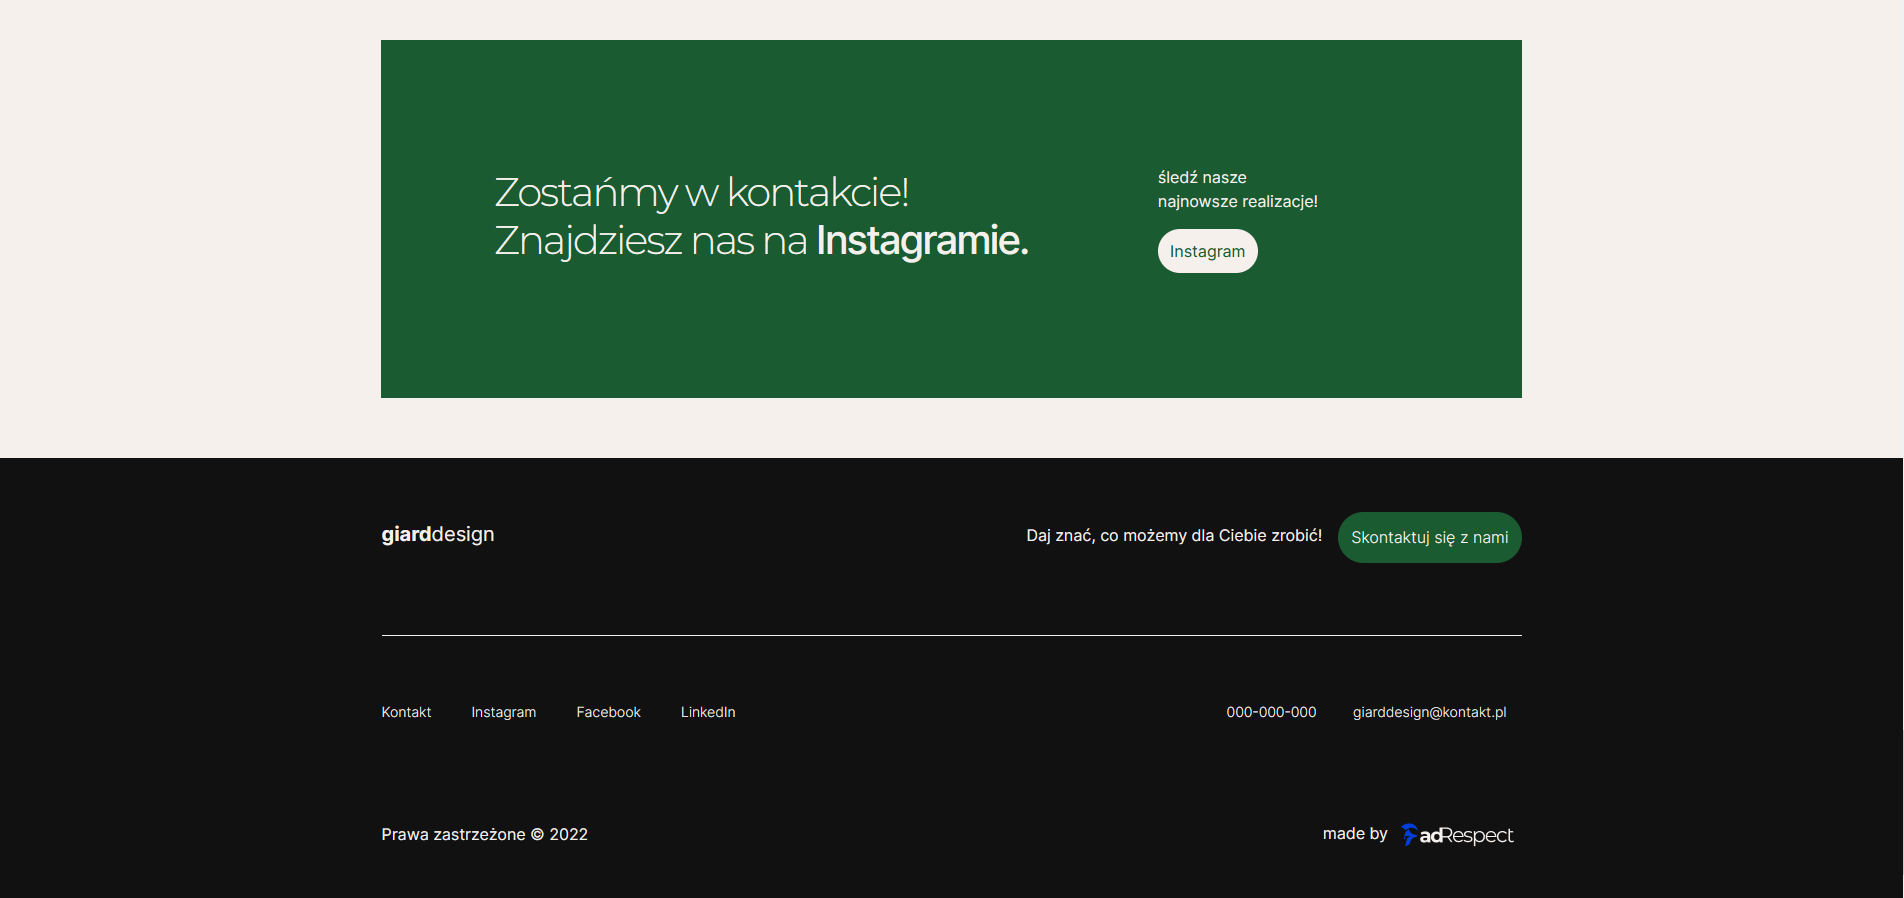 Zostańmy w kontakcie!
Znajdziesz nas na Instagramie.
śledź nasze
najnowsze realizacje!
Instagram
giarddesign
Daj znać, co możemy dla Ciebie zrobić!
Skontaktuj się z nami
Kontakt Instagram Facebook LinkedIn
000-000-000 giarddesign@kontakt.pl
Prawa zastrzeżone © 2022
made by adRespect